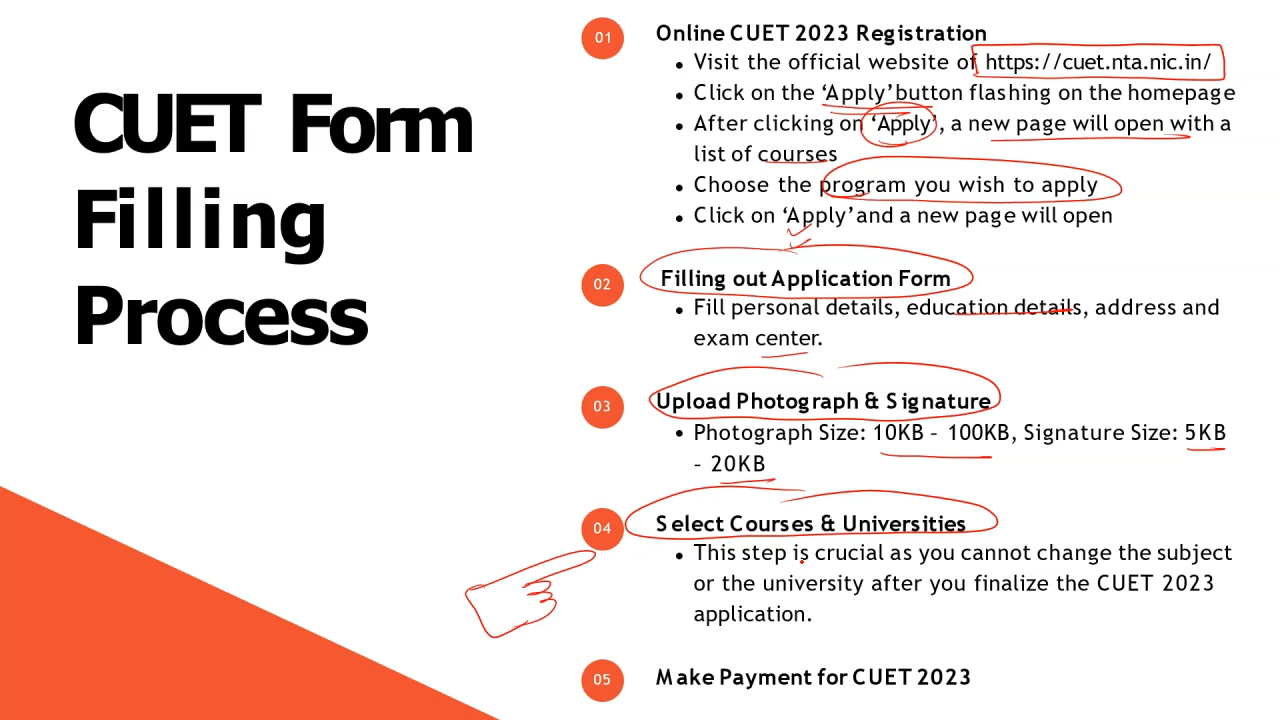 CUET Form
Filling
Process
01
Online CUET 2023 Registration
• Visit the official website of https://cuet.nta.nic.in/
• Click on the ‘Apply’ button flashing on the homepage
• After clicking on ‘Apply’, a new page will open with a
list of courses
• Choose the program you wish to apply
• Click on ‘Apply’ and a new page will open
02
Filling out Application Form
• Fill personal details, education details, address and
exam center.
03
Upload Photograph & Signature
• Photograph Size: 10KB – 100KB, Signature Size: 5KB
– 20KB
04
Select Courses & Universities
• This step is crucial as you cannot change the subject
or the university after you finalize the CUET 2023
application.
05
Make Payment for CUET 2023